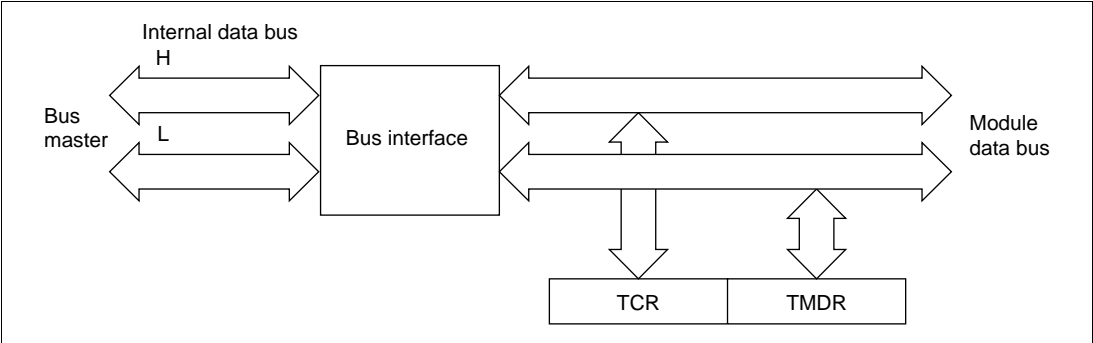 Internal data bus
H
Bus
master
L
Bus interface
Module
data bus
TCR
TMDR